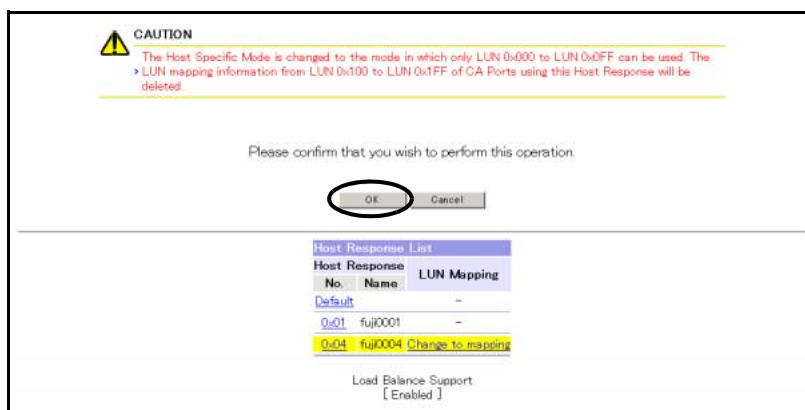 CAUTION
The Host Specific Mode is changed to the mode in which only LUN 0x000 to LUN 0x0FF can be used. The
LUN mapping information from LUN 0x100 to LUN 0x1FF of CA Ports using this Host Response will be
deleted.
Please confirm that you wish to perform this operation.
OK Cancel
Host Response List
Host Response LUN Mapping
No. Name
Default -
0x01 fuji0001 -
0x04 fuji0004 Change to mapping
Load Balance Support
[ Enabled ]